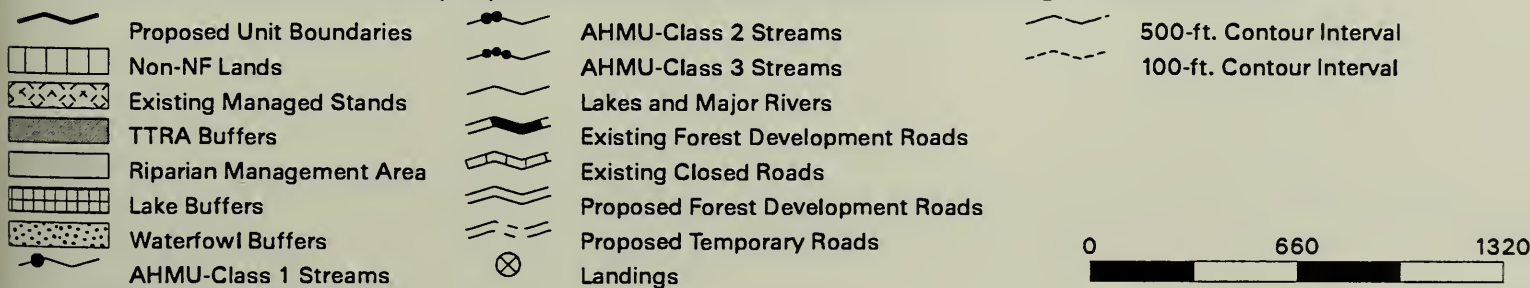 Proposed Unit Boundaries
Non-NF Lands
Existing Managed Stands
TTRA Buffers
Riparian Management Area
Lake Buffers
Waterfowl Buffers
AHMU-Class 1 Streams
AHMU-Class 2 Streams
AHMU-Class 3 Streams
Lakes and Major Rivers
Existing Forest Development Roads
Existing Closed Roads
Proposed Forest Development Roads
Proposed Temporary Roads
Landings
500-ft. Contour Interval
100-ft. Contour Interval
0 660 1320